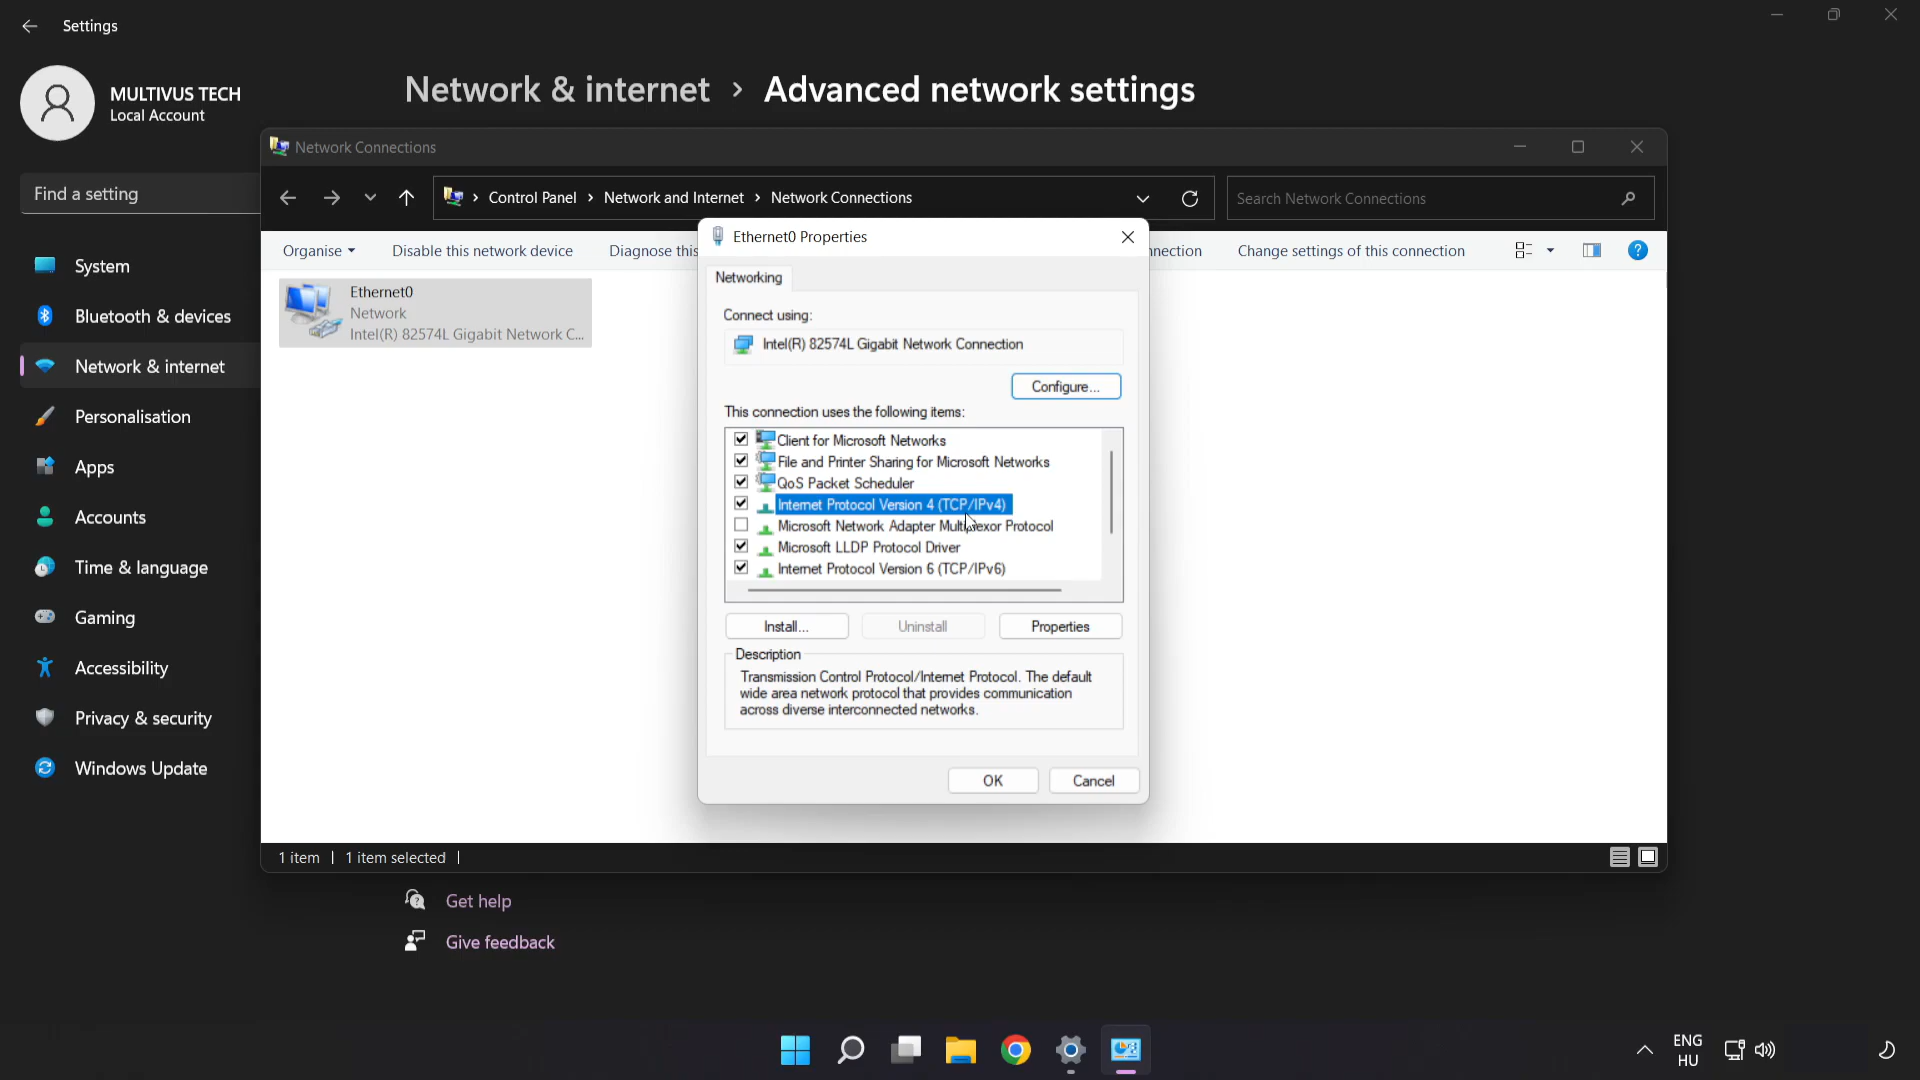 Settings
MULTIVUS TECH
Local Account
Network & internet › Advanced network settings
Find a setting
System
Bluetooth & devices
Network & internet
Personalisation
Apps
Accounts
Time & language
Gaming
Accessibility
Privacy & security
Windows Update
Network Connections
Control Panel › Network and Internet › Network Connections
Search Network Connections
Organise
Disable this network device
Diagnose this
nnection
Change settings of this connection
Ethernet0
Network
Intel(R) 82574L Gigabit Network C...
Ethernet0 Properties
Networking
Connect using:
Intel(R) 82574L Gigabit Network Connection
Configure...
This connection uses the following items:
Client for Microsoft Networks
File and Printer Sharing for Microsoft Networks
QoS Packet Scheduler
Internet Protocol Version 4 (TCP/IPv4)
Microsoft Network Adapter Multiplexor Protocol
Microsoft LLDP Protocol Driver
Internet Protocol Version 6 (TCP/IPv6)
Install...
Uninstall
Properties
Description
Transmission Control Protocol/Internet Protocol. The default
wide area network protocol that provides communication
across diverse interconnected networks.
OK
Cancel
1 item
1 item selected
Get help
Give feedback
ENG
HU